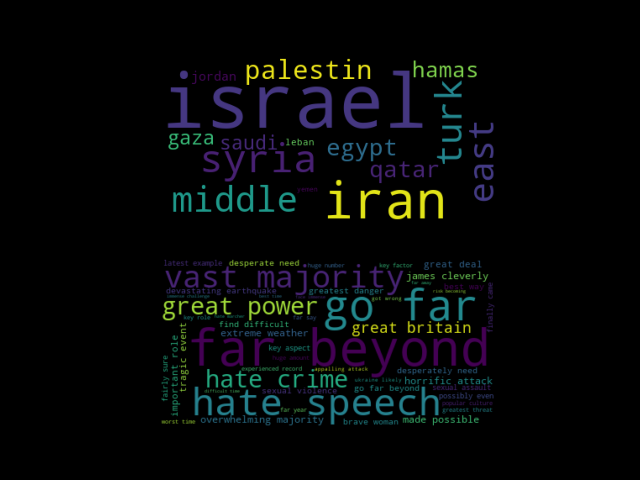 palestin hamas
jordan
israel
turk
east
gaza saudi leban egypt
syria qatar
middle iran
latest example desperate need huge number key factor great deal
vast majority james cleverly
devastating earthquake greatest danger
finally came
great power go far
got wrong
key role far say
find difficult great britain
extreme weather
tragic event
important role
fairly sure
far beyond
key aspect
experienced record appalling attack desperately need
hate crime ukraine likely horrific attack
sexual violence go far beyond sexual assault
difficult time possibly even
hate speech popular culture
far year greatest threat
worst time overwhelming majority brave woman made possible